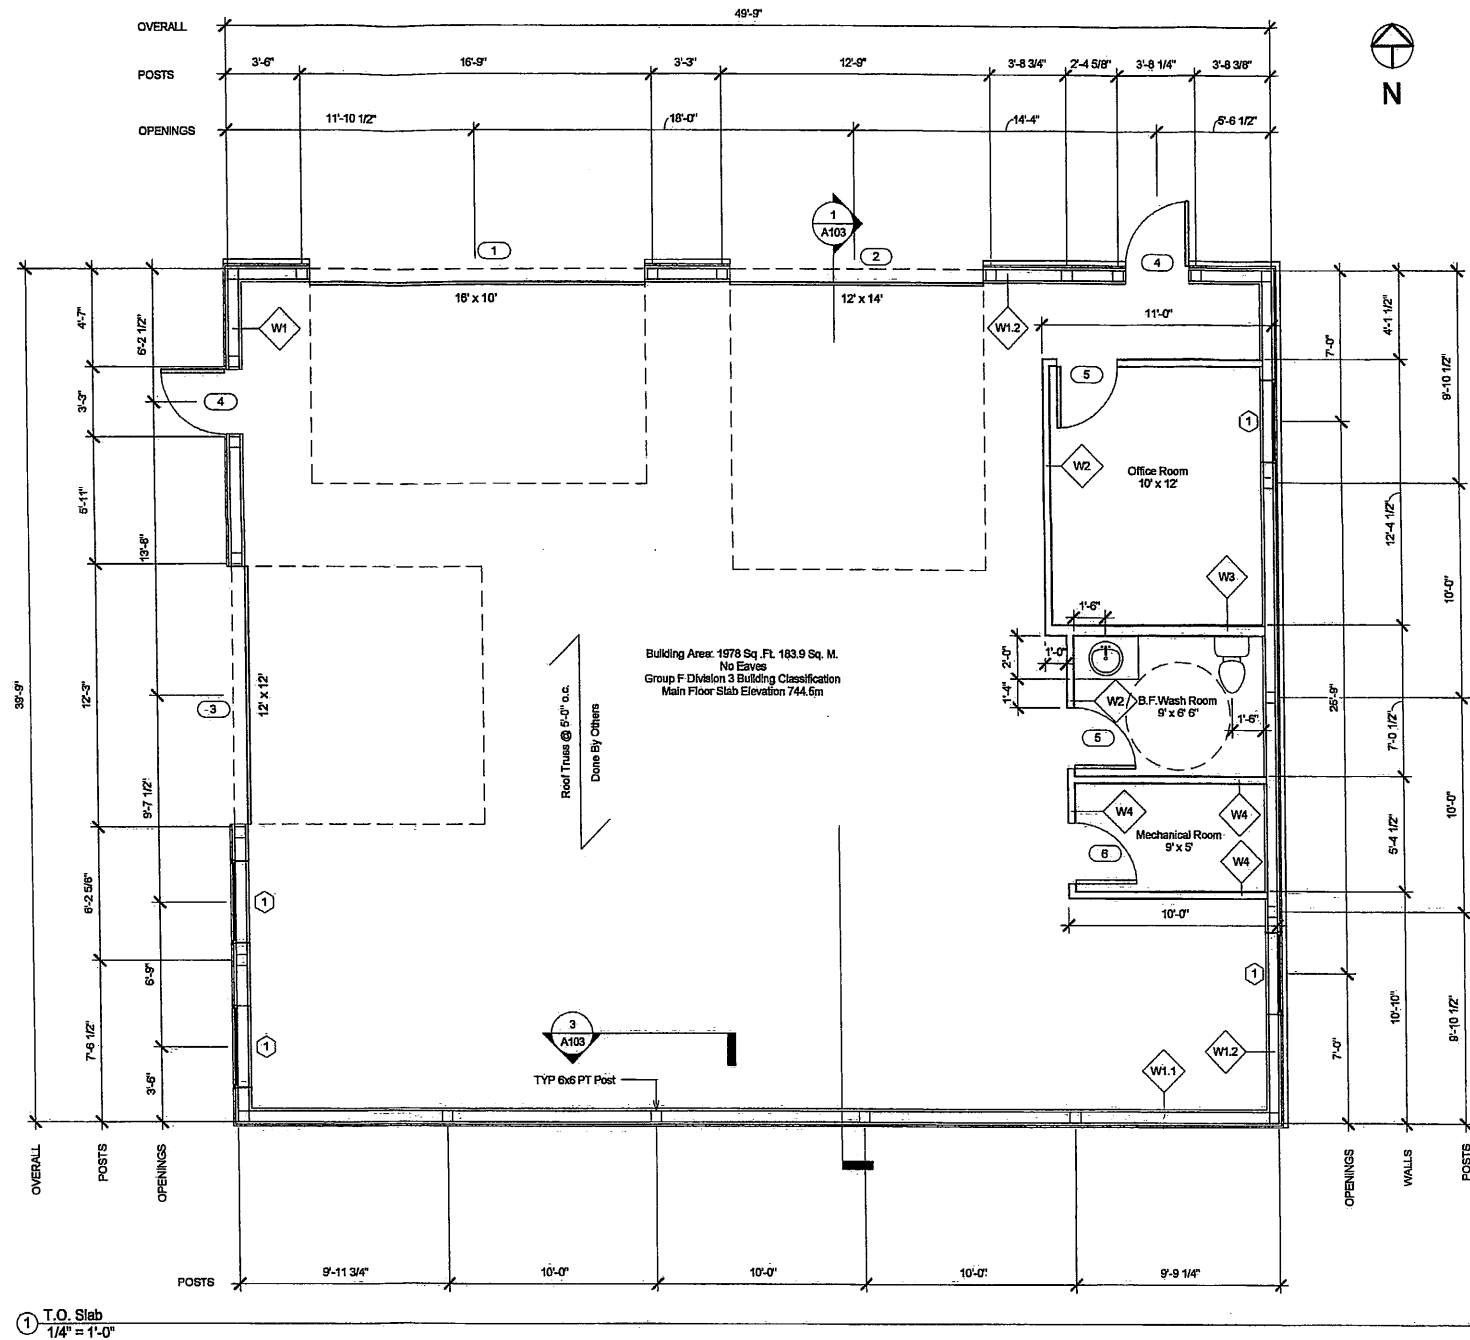 OVERALL
49'-9"
POSTS
3'-6"
16'-9"
3'-3"
12'-9"
3'-8 3/4"
2'-4 5/8"
3'-8 1/4"
3'-8 3/8"
N
OPENINGS
11'-10 1/2"
18'-0"
14'-4"
5'-6 1/2"
1
A103
1
2
4
16' x 10'
12' x 14'
W1
W1.2
11'-0"
4'-7"
6'-2 1/2"
7'-0"
4'-1 1/2"
9'-10 1/2"
5
4
3'-3"
1
W2
Office Room
10' x 12'
5'-11"
13'-8"
12'-4 1/2"
W3
10'-0"
1'-6"
Building Area: 1978 Sq .Ft. 183.9 Sq. M.
No Eaves
Group F Division 3 Building Classification
Main Floor Slab Elevation 744.6m
2'-0"
1'-0"
1'-4"
39'-9"
12'-3"
3
12' x 12'
W2
B.F.Wash Room
9' x 6' 6"
1'-6"
25'-9"
7'-0 1/2"
5
Roof Truss @ 5'-0" o.c.
Done By Others
9'-7 1/2"
W4
W4
10'-0"
Mechanical Room
9' x 5'
6
W4
5'-4 1/2"
6'-2 5/8"
1
10'-0"
6'-9"
1
10'-10"
3
A103
7'-6 1/2"
1
W1.2
7'-0"
9'-10 1/2"
W1.1
3'-6"
TYP 6x6 PT Post
OVERALL
POSTS
OPENINGS
OPENINGS
WALLS
POSTS
POSTS
9'-11 3/4"
10'-0"
10'-0"
10'-0"
9'-9 1/4"
1
T.O. Slab
1/4" = 1'-0"